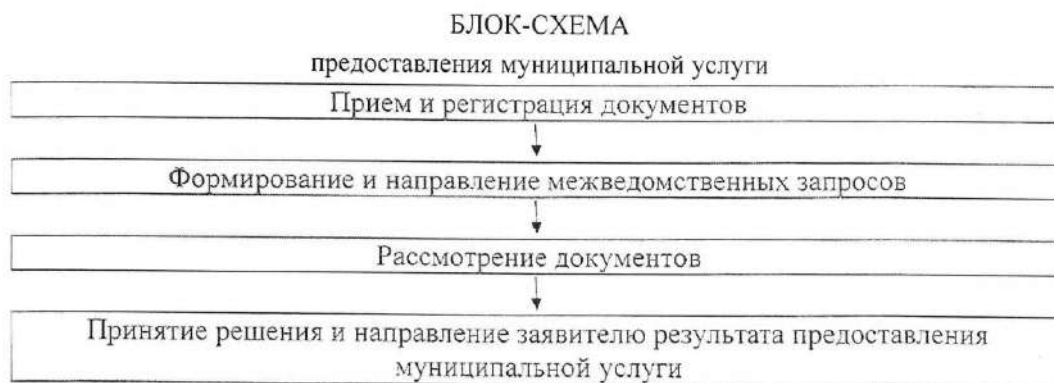 БЛОК-СХЕМА
предоставления муниципальной услуги
Прием и регистрация документов
Формирование и направление межведомственных запросов
Рассмотрение документов
Принятие решения и направление заявителю результата предоставления
муниципальной услуги